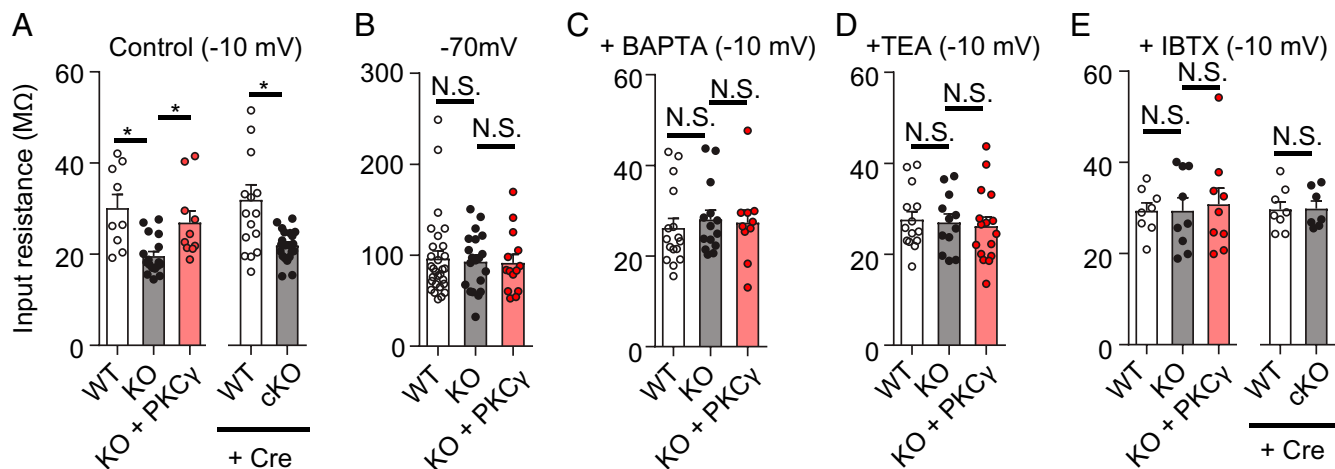 A
Control (-10 mV)
Input resistance (MΩ)
60
40
20
0
*
*
*
WT
KO
KO + PKCγ
WT
cKO
+ Cre
B
-70mV
300
200
100
0
N.S.
N.S.
WT
KO
KO + PKCγ
C
+ BAPTA (-10 mV)
60
40
20
0
N.S.
N.S.
WT
KO
KO + PKCγ
D
+TEA (-10 mV)
60
40
20
0
N.S.
N.S.
WT
KO
KO + PKCγ
E
+ IBTX (-10 mV)
60
40
20
0
N.S.
N.S.
N.S.
WT
KO
KO + PKCγ
WT
cKO
+ Cre